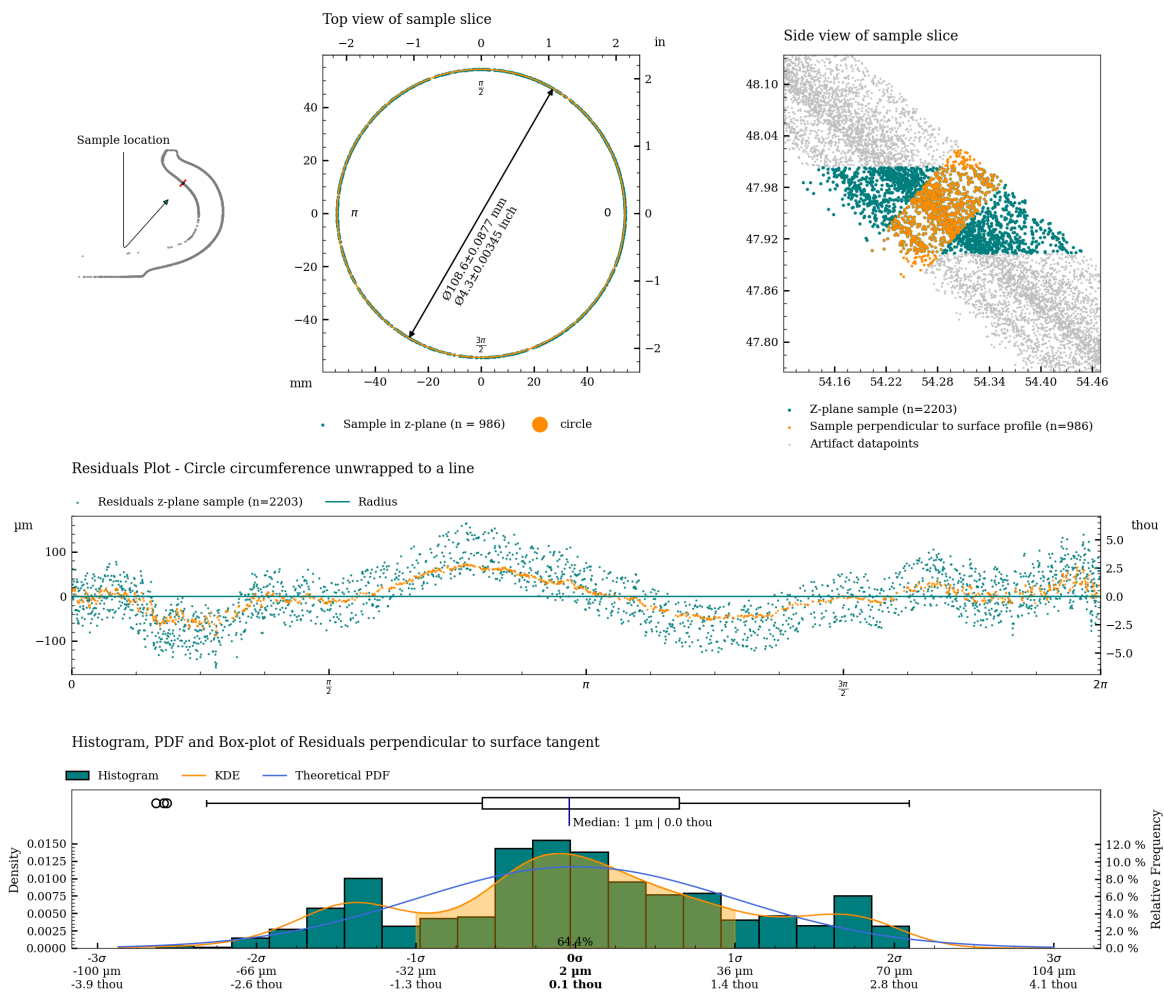 Top view of sample slice
−2 −1 0 1 2 in
Side view of sample slice
Sample location
40
20
0
−20
−40
mm
−40 −20 0 20 40
2
1
0
−1
−2
π/2
π
0
3π/2
Ø108.6±0.0877 mm
Ø4.3±0.00345 inch
Sample in z-plane (n = 986) circle
48.10
48.04
47.98
47.92
47.86
47.80
54.16 54.22 54.28 54.34 54.40 54.46
Z-plane sample (n=2203)
Sample perpendicular to surface profile (n=986)
Artifact datapoints
Residuals Plot - Circle circumference unwrapped to a line
Residuals z-plane sample (n=2203) Radius
µm
thou
100
0
−100
5.0
2.5
0.0
−2.5
−5.0
0 π/2 π 3π/2 2π
Histogram, PDF and Box-plot of Residuals perpendicular to surface tangent
Histogram KDE Theoretical PDF
Median: 1 µm | 0.0 thou
Density
0.0150
0.0125
0.0100
0.0075
0.0050
0.0025
0.0000
Relative Frequency
12.0 %
10.0 %
8.0 %
6.0 %
4.0 %
2.0 %
0.0 %
64.4%
-3σ -2σ -1σ 0σ 1σ 2σ 3σ
-100 µm -66 µm -32 µm 2 µm 36 µm 70 µm 104 µm
-3.9 thou -2.6 thou -1.3 thou 0.1 thou 1.4 thou 2.8 thou 4.1 thou